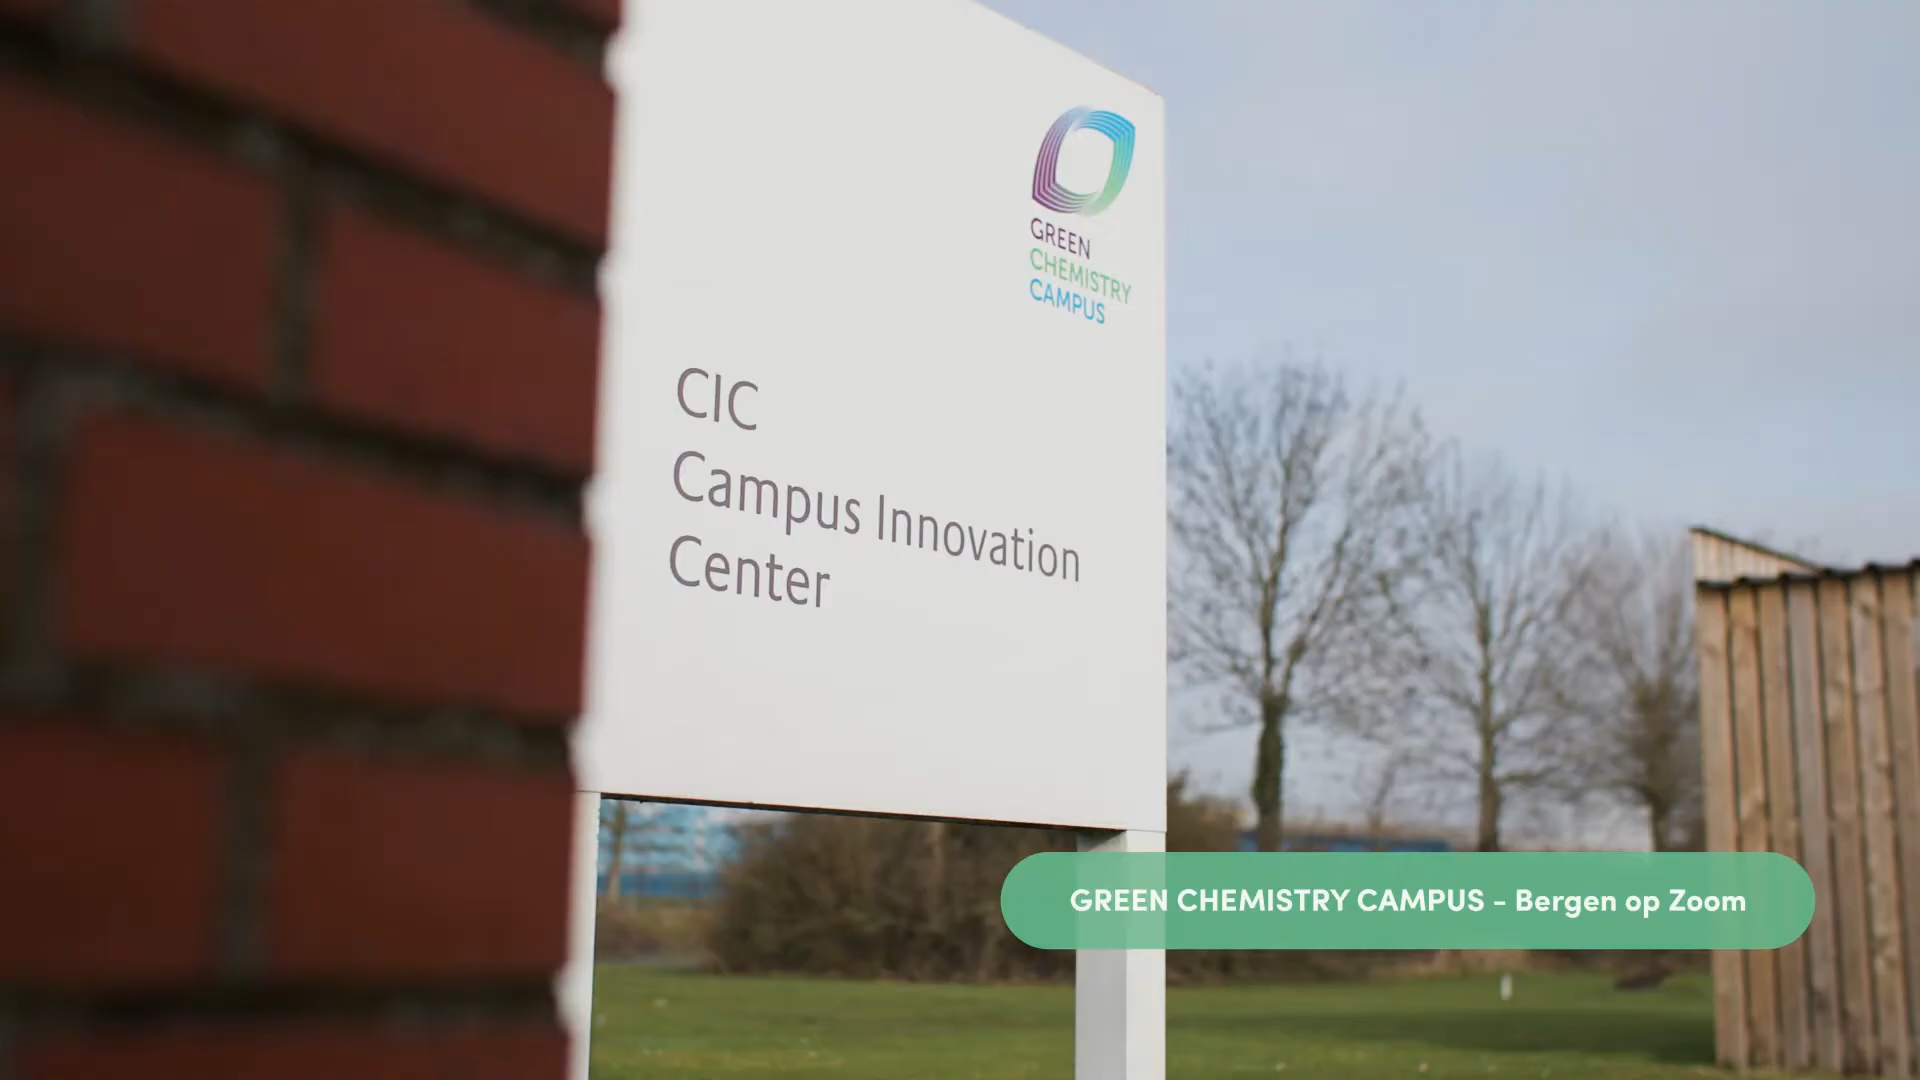 GREEN
CHEMISTRY
CAMPUS
CIC
Campus Innovation
Center
GREEN CHEMISTRY CAMPUS - Bergen op Zoom